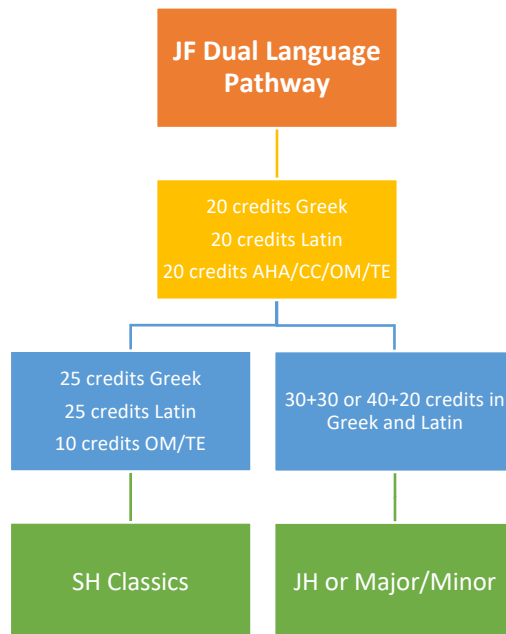 JF Dual Language
Pathway
20 credits Greek
20 credits Latin
20 credits AHA/CC/OM/TE
25 credits Greek
25 credits Latin
10 credits OM/TE
30+30 or 40+20 credits in
Greek and Latin
SH Classics
JH or Major/Minor